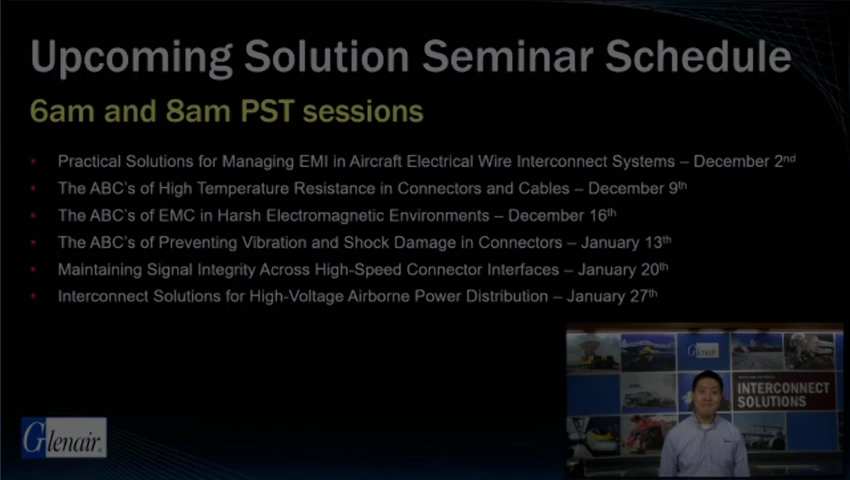 Upcoming Solution Seminar Schedule
6am and 8am PST sessions
• Practical Solutions for Managing EMI in Aircraft Electrical Wire Interconnect Systems – December 2nd
• The ABC's of High Temperature Resistance in Connectors and Cables – December 9th
• The ABC's of EMC in Harsh Electromagnetic Environments – December 16th
• The ABC's of Preventing Vibration and Shock Damage in Connectors – January 13th
• Maintaining Signal Integrity Across High-Speed Connector Interfaces – January 20th
• Interconnect Solutions for High-Voltage Airborne Power Distribution – January 27th
Glenair
INTERCONNECT
SOLUTIONS
Glenair.